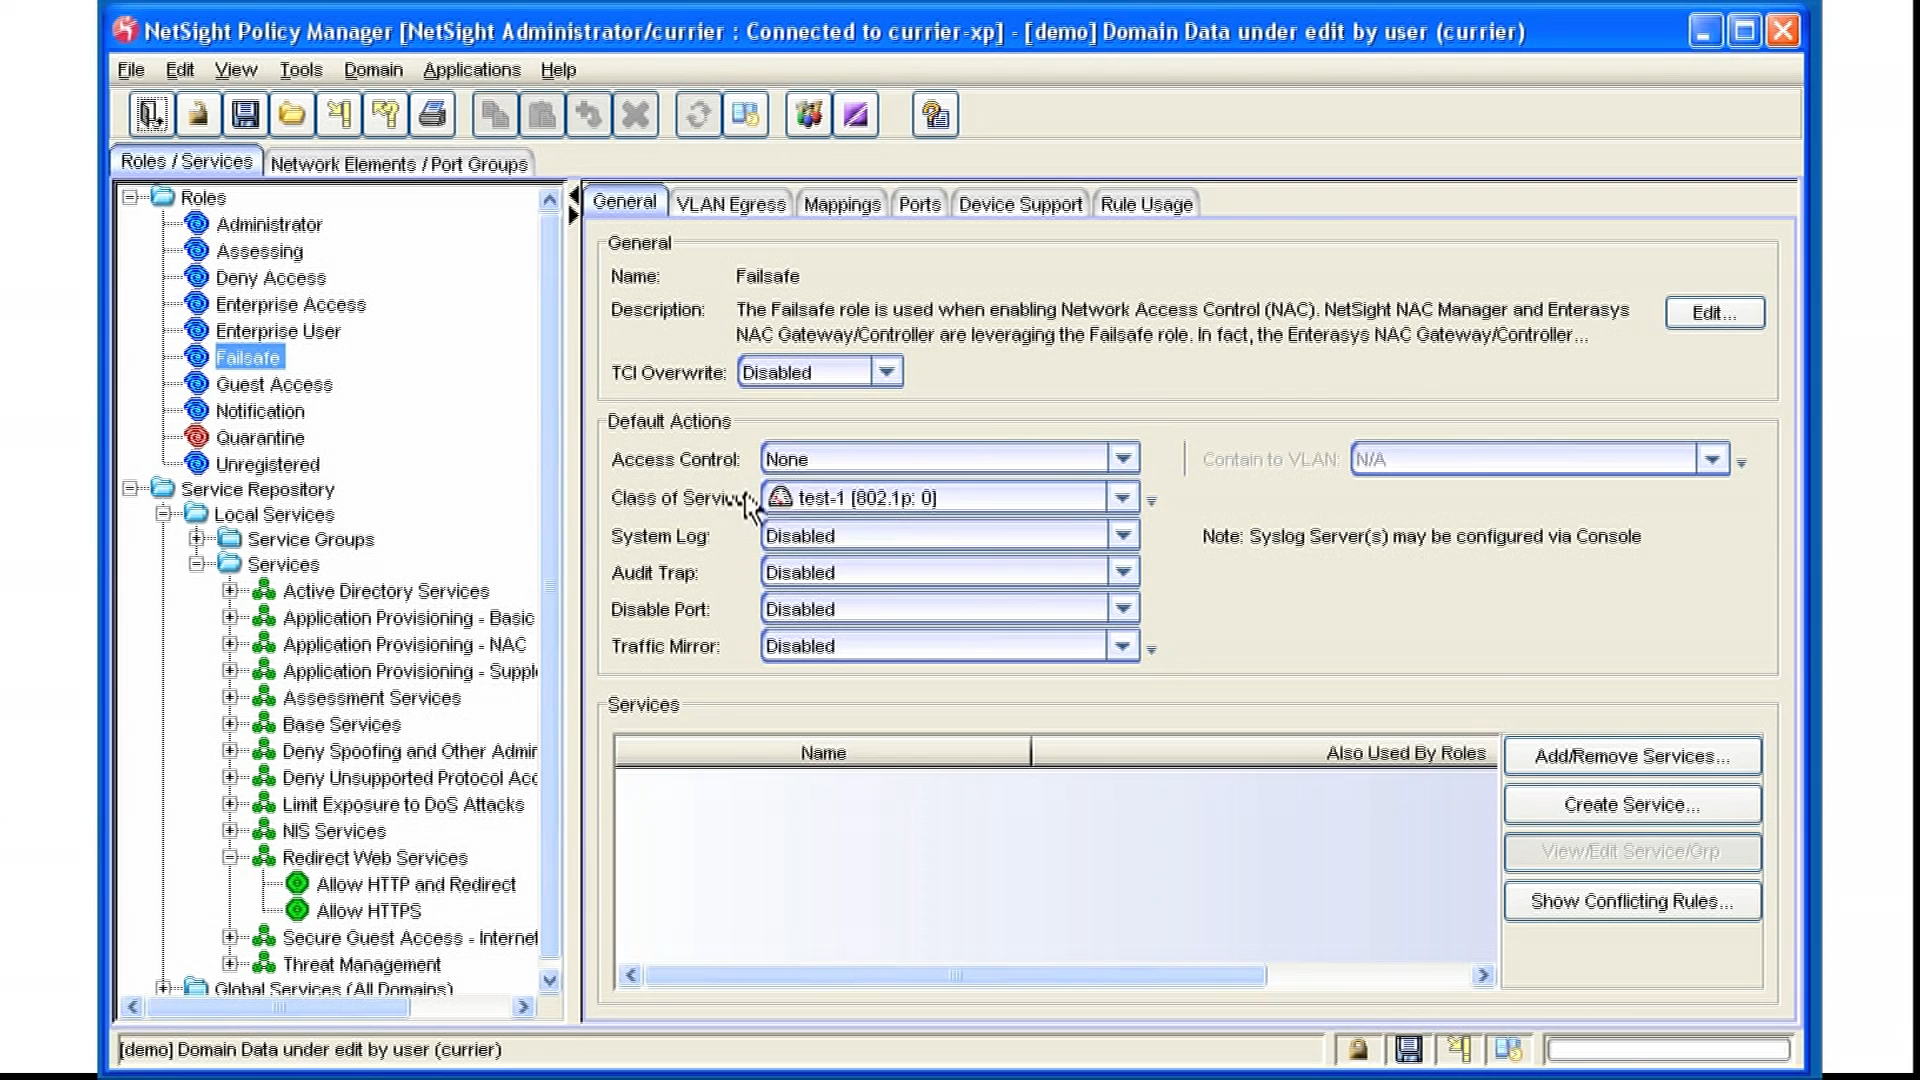 NetSight Policy Manager [NetSight Administrator/currier : Connected to currier-xp] - [demo] Domain Data under edit by user (currier)
File Edit View Tools Domain Applications Help
Roles / Services Network Elements / Port Groups
Roles
Administrator
Assessing
Deny Access
Enterprise Access
Enterprise User
Failsafe
Guest Access
Notification
Quarantine
Unregistered
Service Repository
Local Services
Service Groups
Services
Active Directory Services
Application Provisioning - Basic
Application Provisioning - NAC
Application Provisioning - Supple
Assessment Services
Base Services
Deny Spoofing and Other Admin
Deny Unsupported Protocol Acc
Limit Exposure to DoS Attacks
NIS Services
Redirect Web Services
Allow HTTP and Redirect
Allow HTTPS
Secure Guest Access - Internet
Threat Management
Global Services (All Domains)
General VLAN Egress Mappings Ports Device Support Rule Usage
General
Name: Failsafe
Description: The Failsafe role is used when enabling Network Access Control (NAC). NetSight NAC Manager and Enterasys
NAC Gateway/Controller are leveraging the Failsafe role. In fact, the Enterasys NAC Gateway/Controller...
Edit...
TCI Overwrite: Disabled
Default Actions
Access Control: None Contain to VLAN: N/A
Class of Servic test-1 [802.1p: 0]
System Log: Disabled Note: Syslog Server(s) may be configured via Console
Audit Trap: Disabled
Disable Port: Disabled
Traffic Mirror: Disabled
Services
Name Also Used By Roles
Add/Remove Services...
Create Service...
View/Edit Service/Grp
Show Conflicting Rules...
[demo] Domain Data under edit by user (currier)